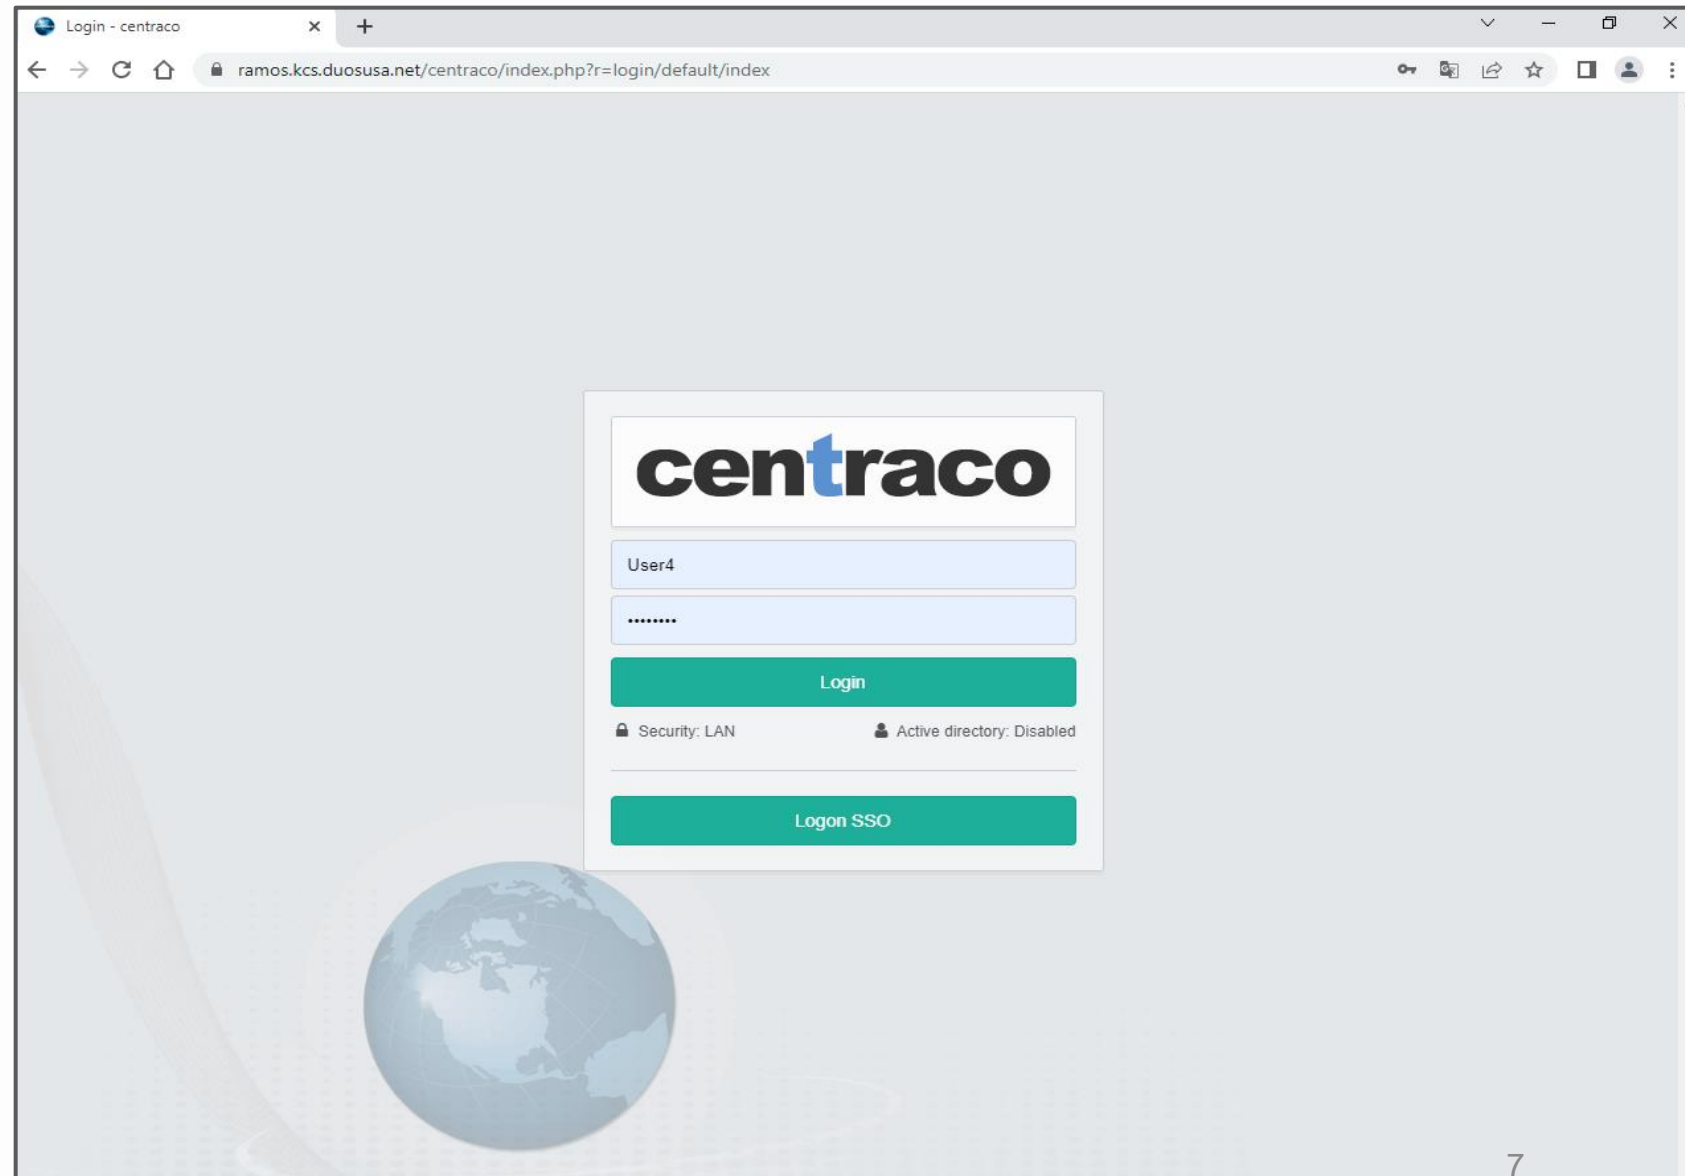 Login - centraco
ramos.kcs.duosusa.net/centraco/index.php?r=login/default/index
centraco
User4
••••••••
Login
Security: LAN
Active directory: Disabled
Logon SSO
7